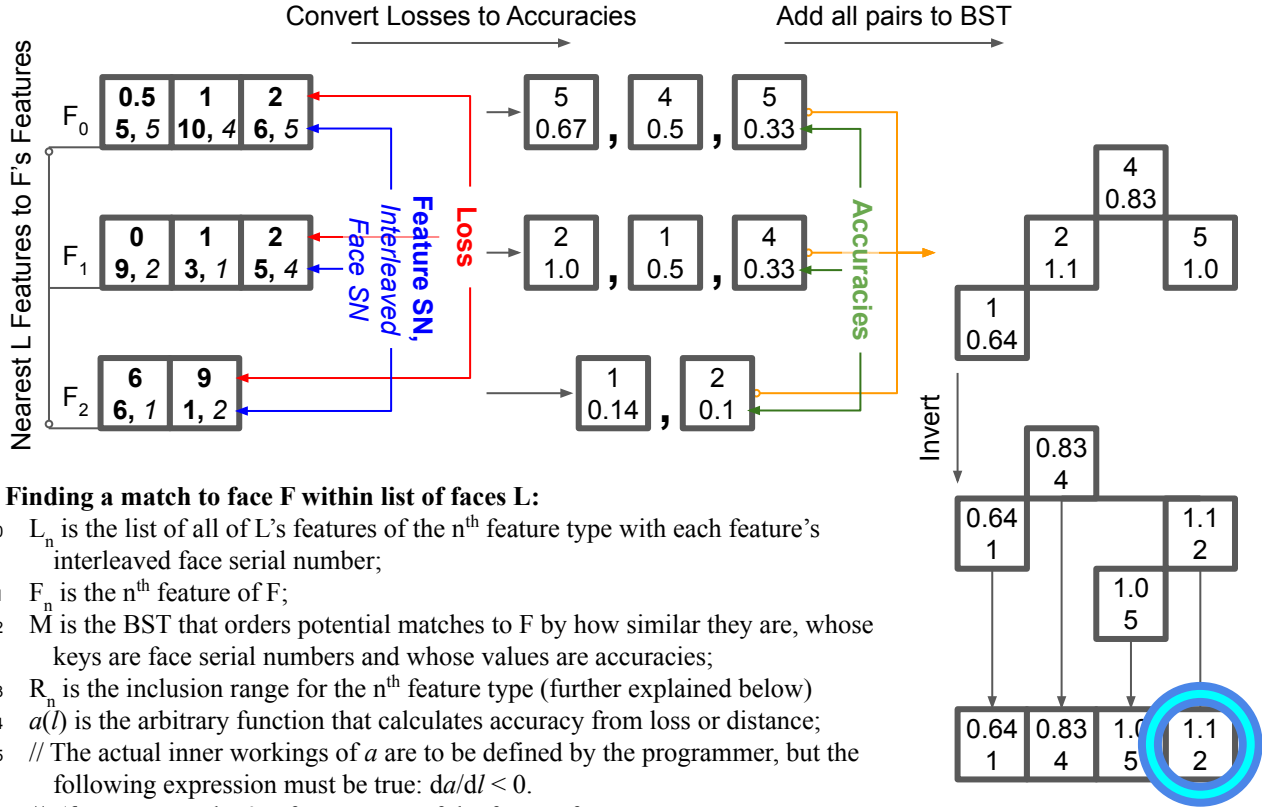 Convert Losses to Accuracies
Add all pairs to BST
Nearest L Features to F's Features
F0
0.5 1 2
5, 5 10, 4 6, 5
5 , 4 , 5
0.67 0.5 0.33
F1
0 1 2
9, 2 3, 1 5, 4
2 , 1 , 4
1.0 0.5 0.33
F2
6 9
6, 1 1, 2
1 , 2
0.14 0.1
Loss
Feature SN,
Interleaved
Face SN
Accuracies
4
0.83
2 5
1.1 1.0
1
0.64
Invert
0.83
4
0.64 1.1
1 2
1.0
5
0.64 0.83 1.0 1.1
1 4 5 2
Finding a match to face F within list of faces L:
0 Ln is the list of all of L's features of the nth feature type with each feature's
interleaved face serial number;
Fn is the nth feature of F;
2 M is the BST that orders potential matches to F by how similar they are, whose
keys are face serial numbers and whose values are accuracies;
3 Rn is the inclusion range for the nth feature type (further explained below)
4 a(l) is the arbitrary function that calculates accuracy from loss or distance;
5 // The actual inner workings of a are to be defined by the programmer, but the
following expression must be true: da/dl < 0.